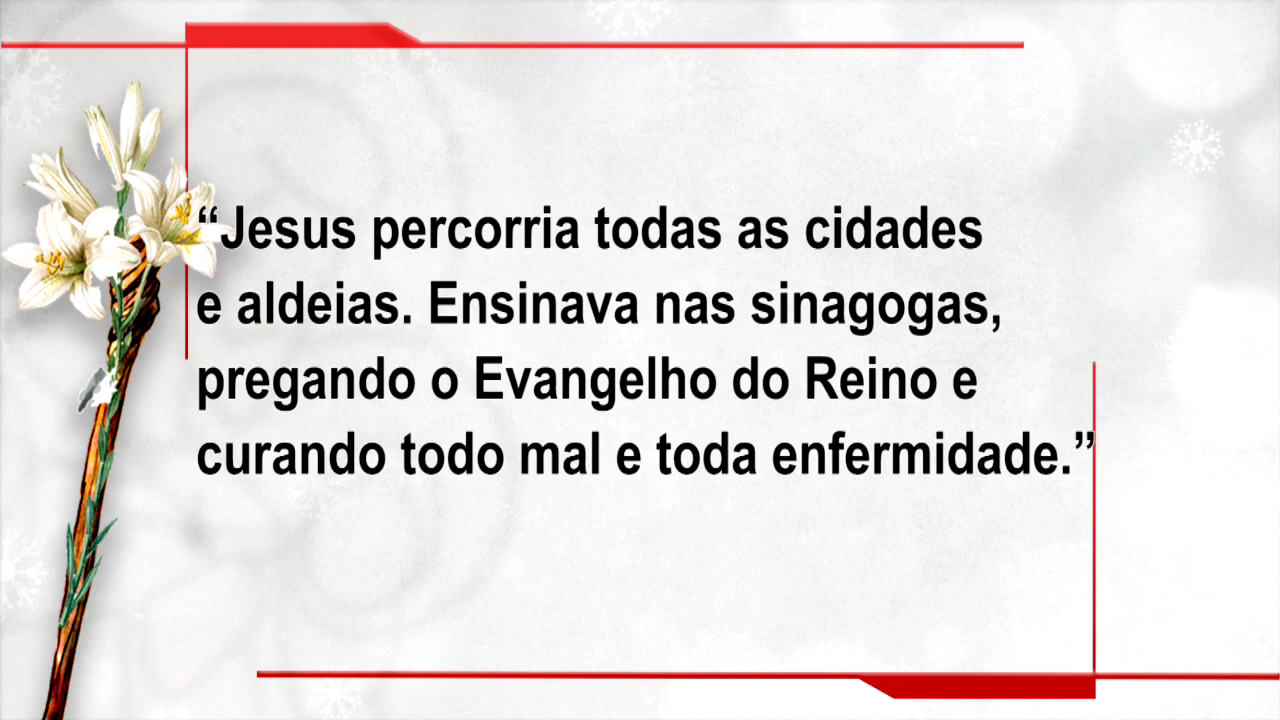 “Jesus percorria todas as cidades
e aldeias. Ensinava nas sinagogas,
pregando o Evangelho do Reino e
curando todo mal e toda enfermidade.”